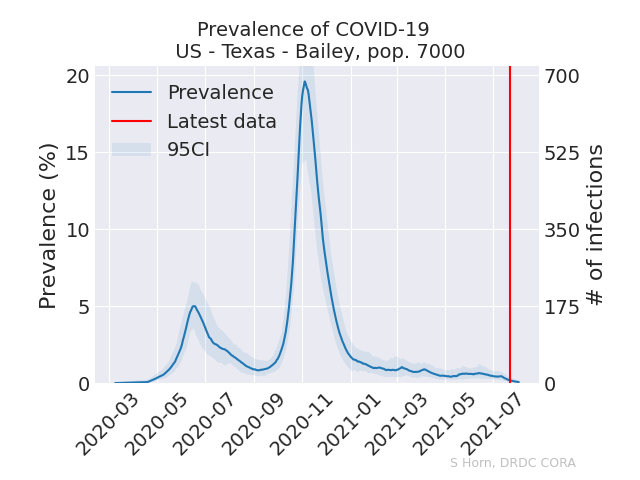 Prevalence of COVID-19
US - Texas - Bailey, pop. 7000
Prevalence
Latest data
95CI
Prevalence (%)
20
15
10
5
0
# of infections
700
525
350
175
0
2020-03
2020-05
2020-07
2020-09
2020-11
2021-01
2021-03
2021-05
2021-07
S Horn, DRDC CORA